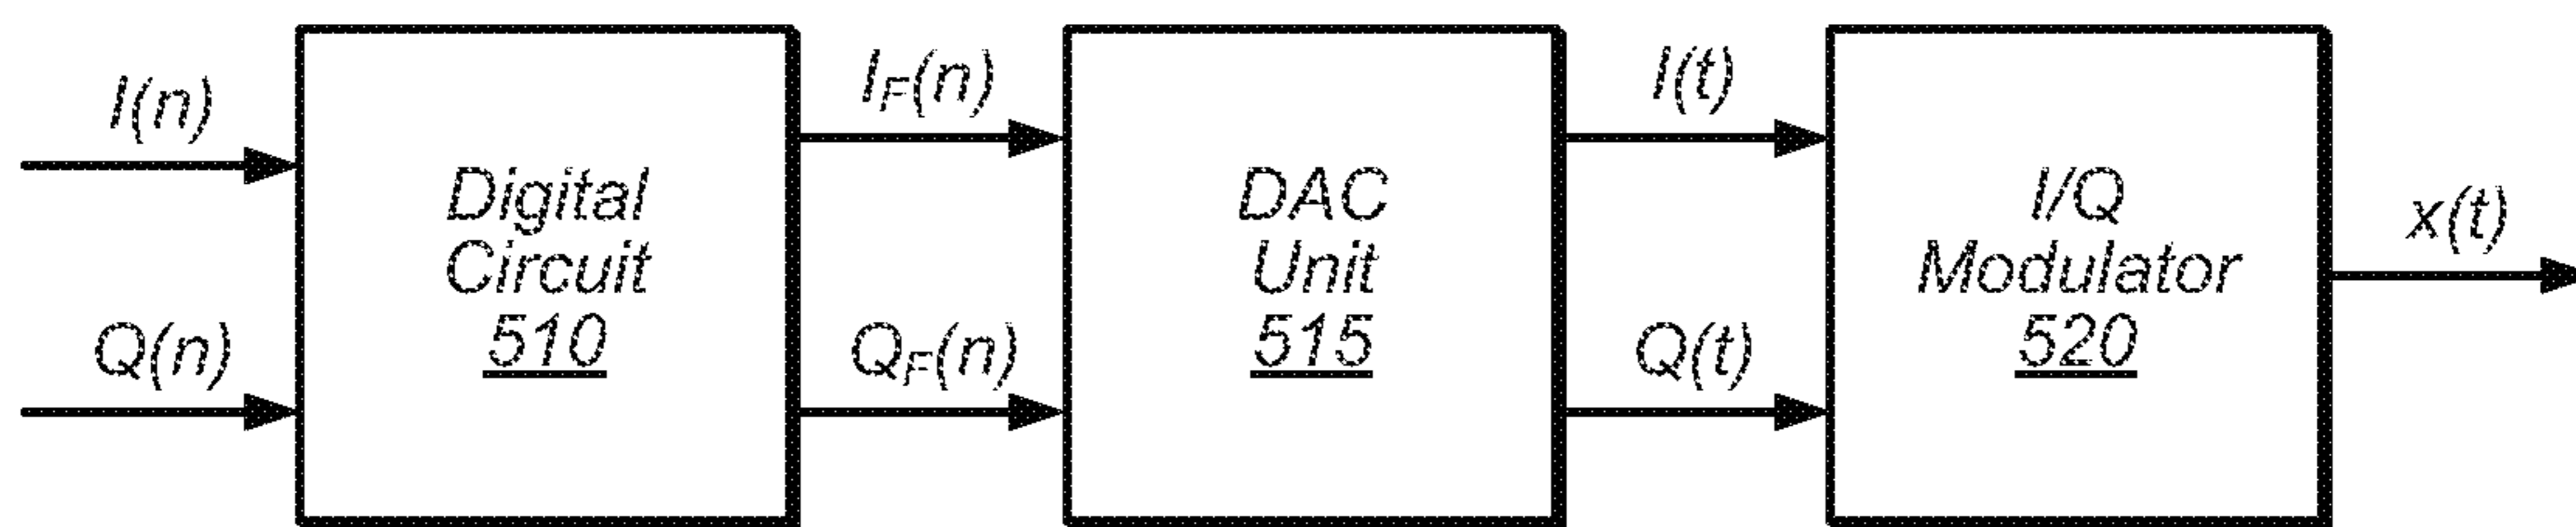 I(n)
Q(n)
Digital
Circuit
510
I_F(n)
Q_F(n)
DAC
Unit
515
I(t)
Q(t)
I/Q
Modulator
520
x(t)